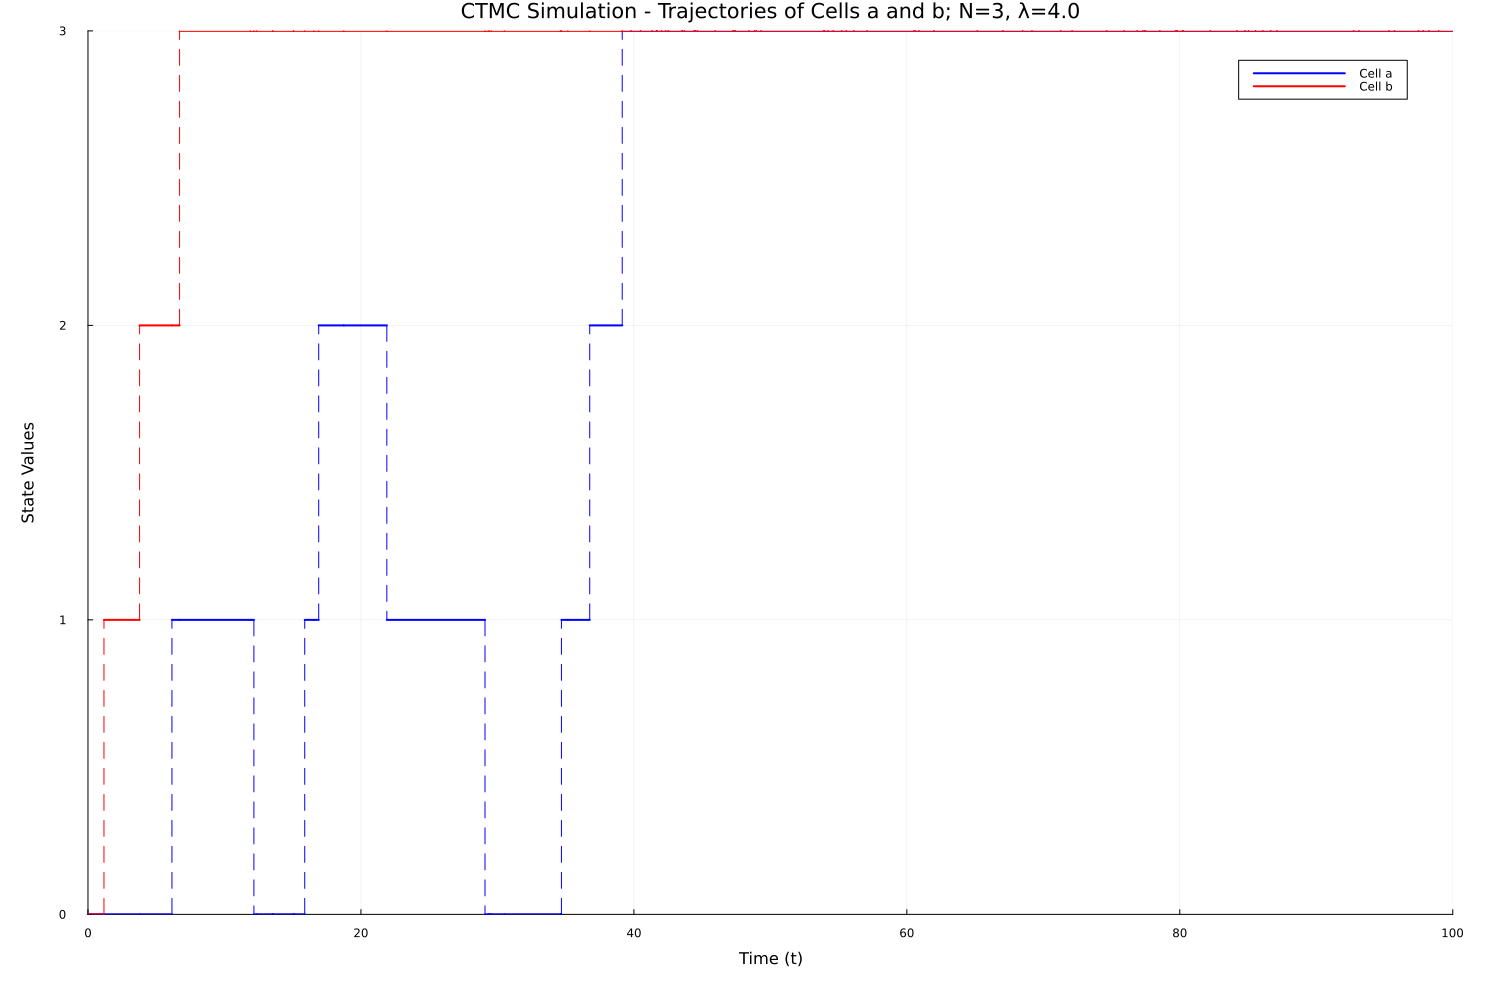 CTMC Simulation - Trajectories of Cells a and b; N=3, λ=4.0
3
Cell a
Cell b
2
State Values
1
0
0 20 40 60 80 100
Time (t)